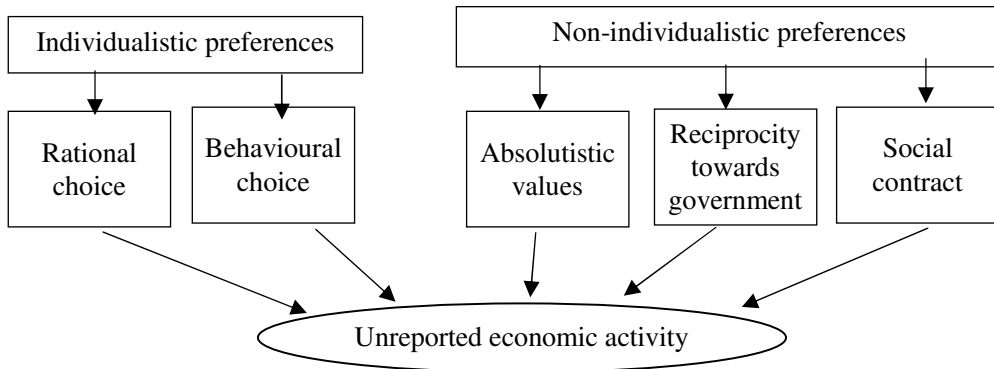 Individualistic preferences
Non-individualistic preferences
Rational
choice
Behavioural
choice
Absolutistic
values
Reciprocity
towards
government
Social
contract
Unreported economic activity